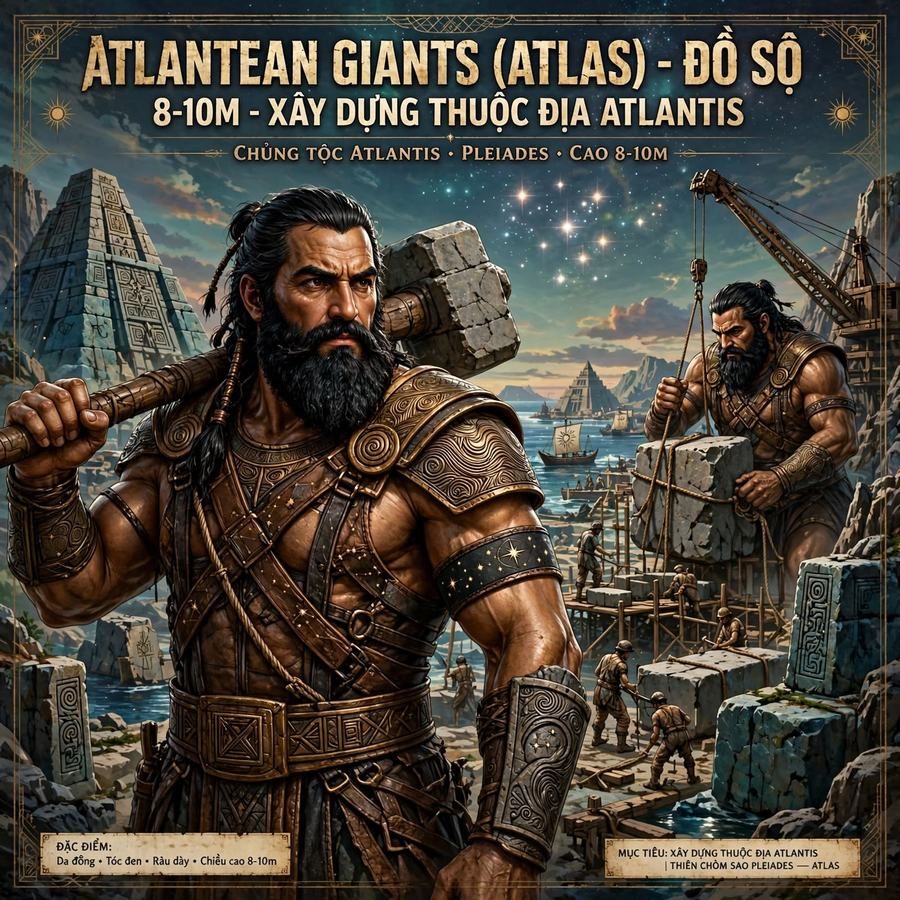 ATLANTEAN GIANTS (ATLAS) - ĐỒ SỘ
8-10M - XÂY DỰNG THUỘC ĐỊA ATLANTIS
CHỦNG TỘC ATLANTIS • PLEIADES • CAO 8-10M
ĐẶC ĐIỂM:
Da đồng • Tóc đen • Râu dày • Chiều cao 8-10m
MỤC TIÊU: XÂY DỰNG THUỘC ĐỊA ATLANTIS
| THIÊN CHÒM SAO PLEIADES — ATLAS